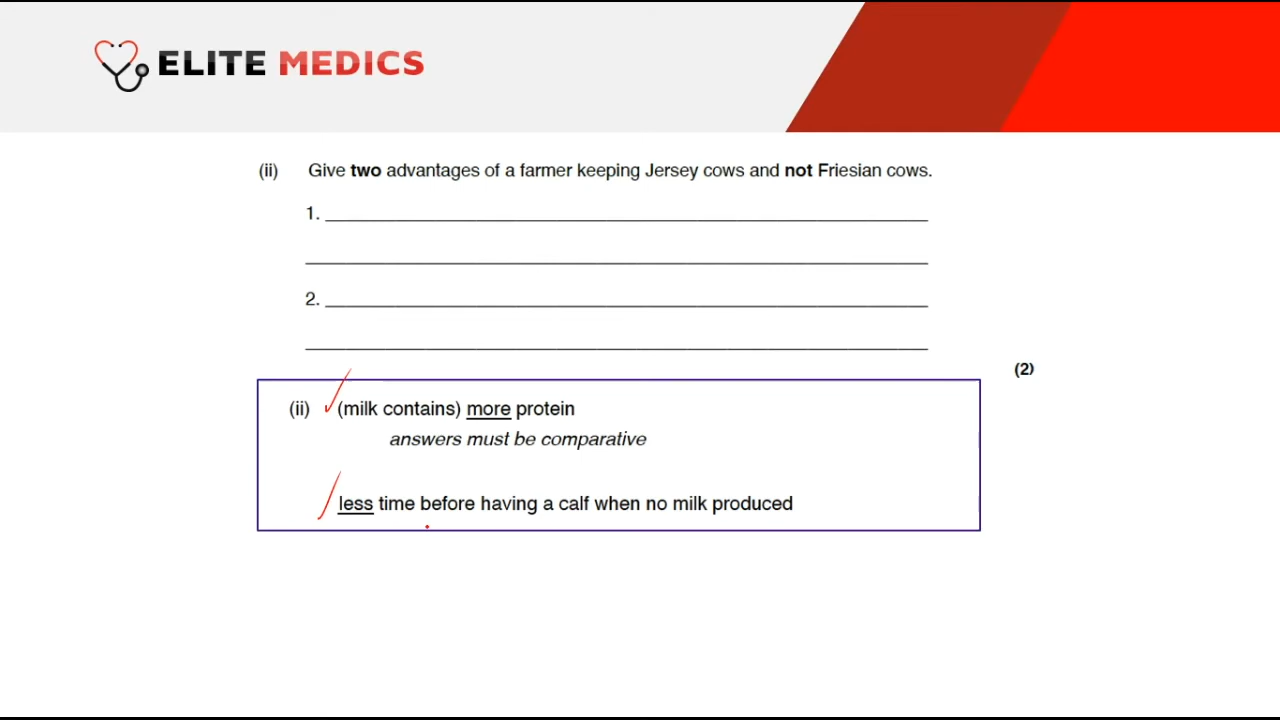 ELITE MEDICS
(ii) Give two advantages of a farmer keeping Jersey cows and not Friesian cows.
1.
2.
(2)
(ii) (milk contains) more protein
answers must be comparative
less time before having a calf when no milk produced